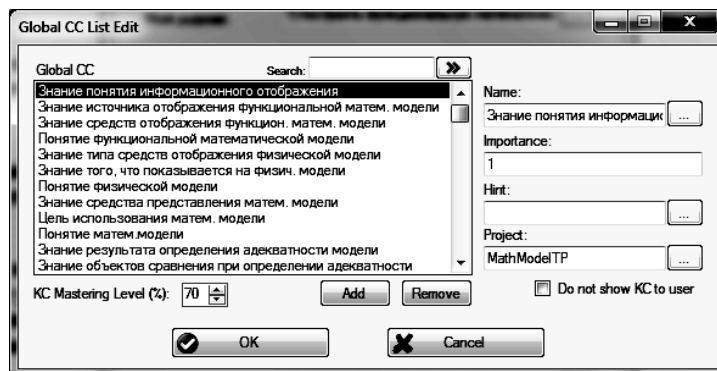 Global CC List Edit
Global CC
Search:
Знание понятия информационного отображения
Знание источника отображения функциональной матем. модели
Знание средств отображения функцион. матем. модели
Понятие функциональной математической модели
Знание типа средств отображения физической модели
Знание того, что показывается на физич. модели
Понятие физической модели
Знание средства представления матем. модели
Цель использования матем. модели
Понятие матем.модели
Знание результата определения адекватности модели
Знание объектов сравнения при определении адекватности
KC Mastering Level (%): 70
Add
Remove
Name:
Знание понятия информацио ...
Importance:
1
Hint:
...
Project:
MathModelTP ...
Do not show KC to user
OK
Cancel